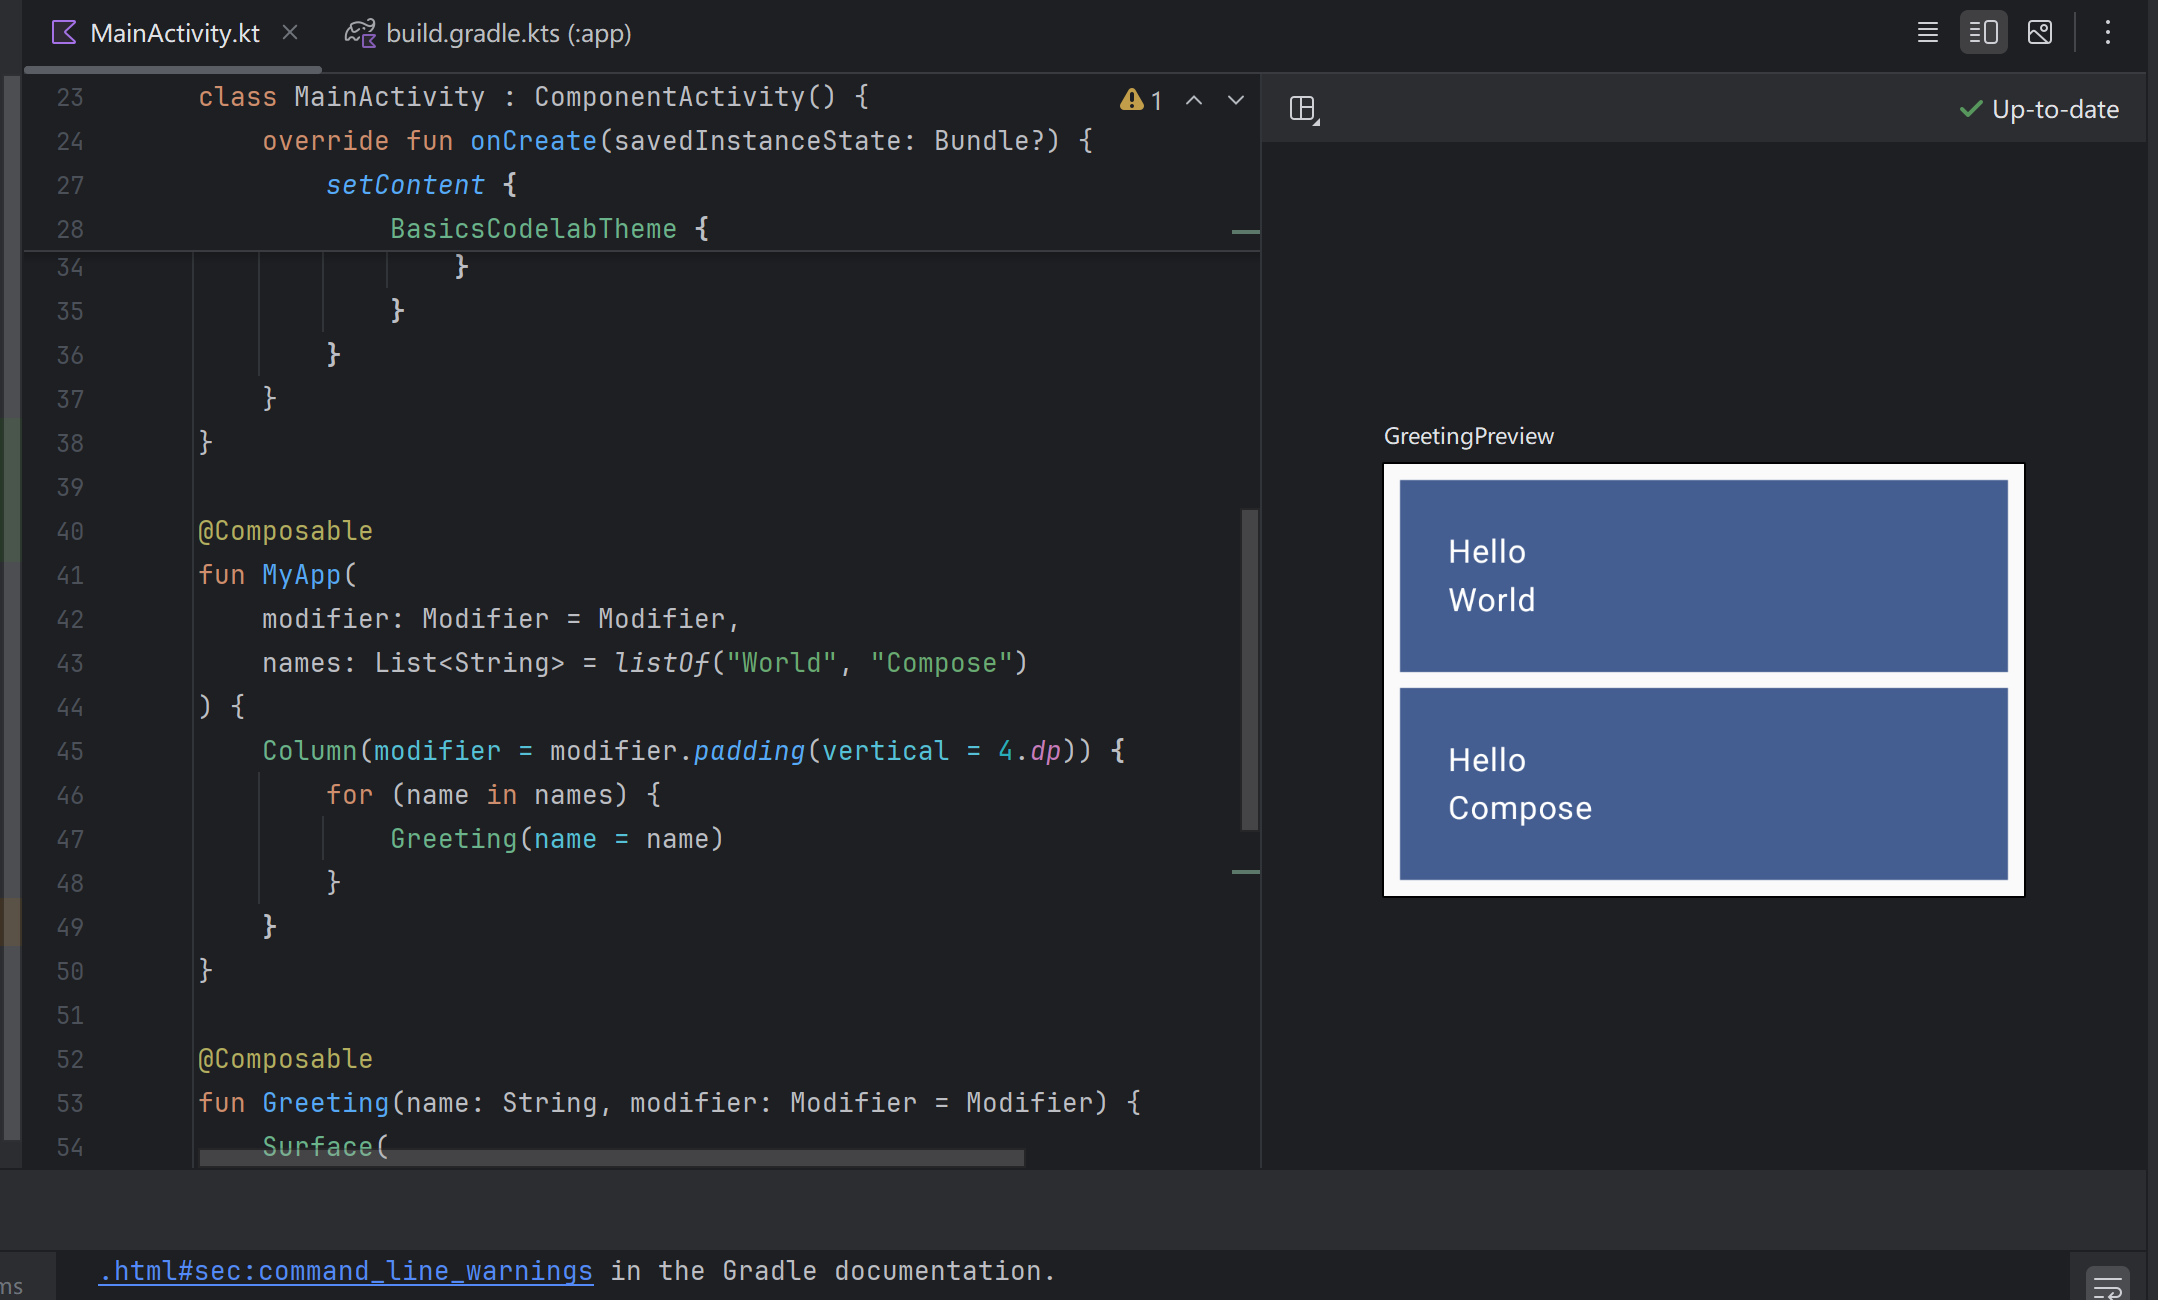 MainActivity.kt
build.gradle.kts (:app)
23 class MainActivity : ComponentActivity() {
1
24 override fun onCreate(savedInstanceState: Bundle?) {
27 setContent {
28 BasicsCodelabTheme {
34 }
35 }
36 }
37 }
38 }
39
40 @Composable
41 fun MyApp(
42 modifier: Modifier = Modifier,
43 names: List<String> = listOf("World", "Compose")
44 ) {
45 Column(modifier = modifier.padding(vertical = 4.dp)) {
46 for (name in names) {
47 Greeting(name = name)
48 }
49 }
50 }
51
52 @Composable
53 fun Greeting(name: String, modifier: Modifier = Modifier) {
54 Surface(
Up-to-date
GreetingPreview
Hello
World
Hello
Compose
ms
.html#sec:command_line_warnings in the Gradle documentation.